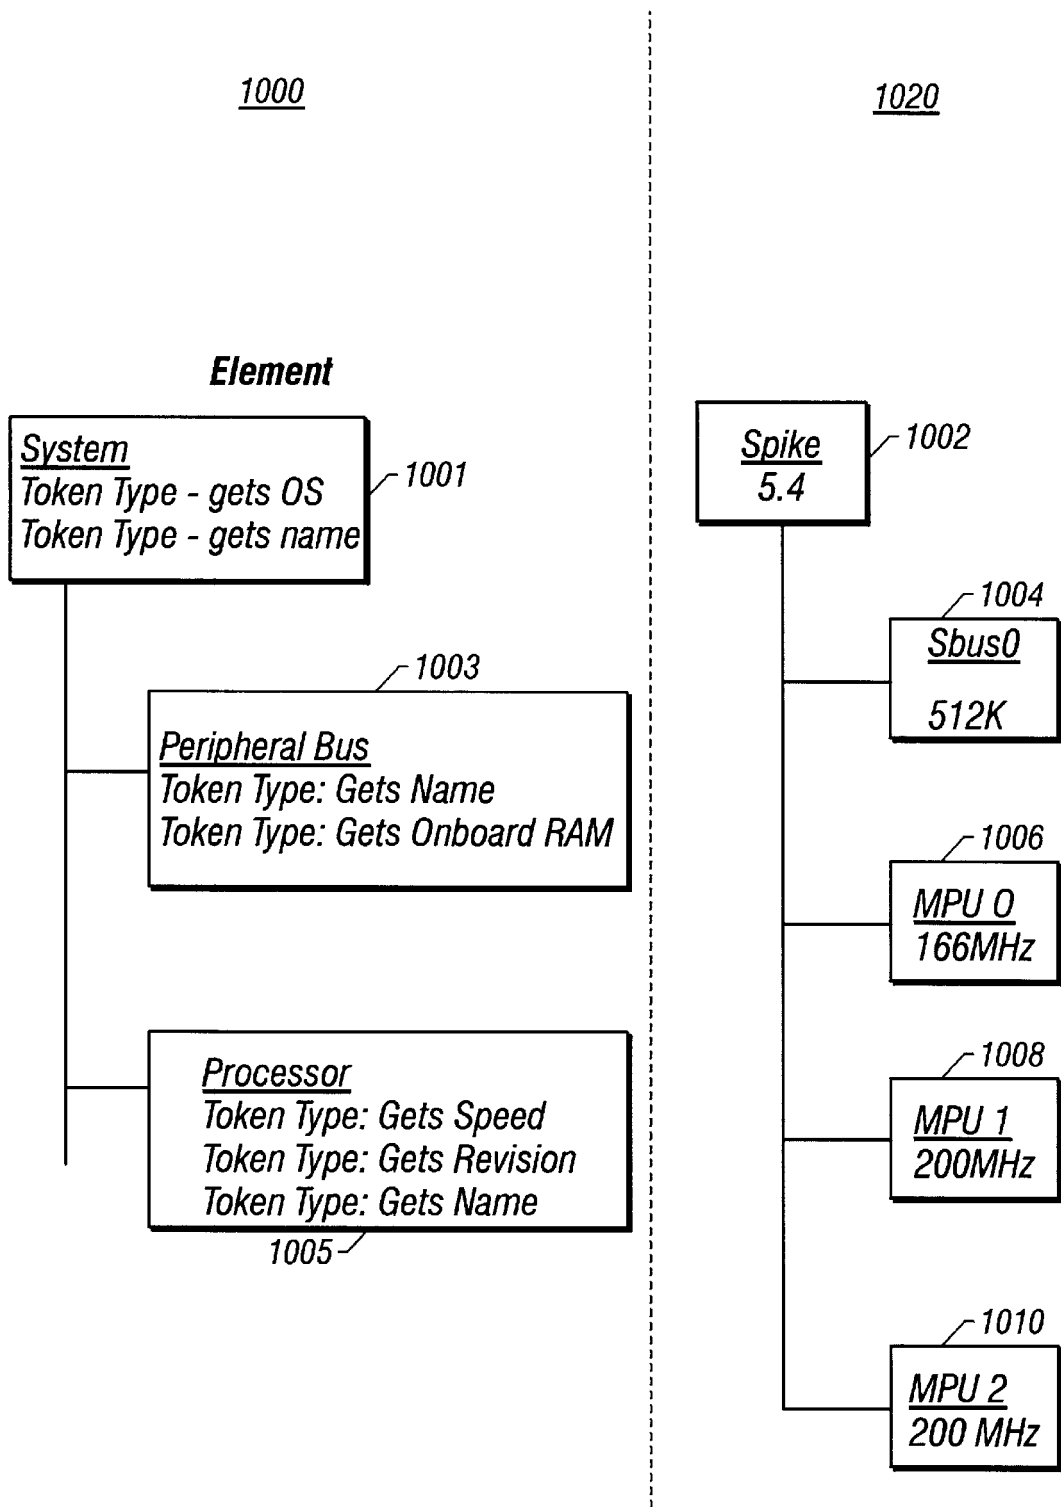 1000
Element
System
Token Type - gets OS
Token Type - gets name
1001
1003
Peripheral Bus
Token Type: Gets Name
Token Type: Gets Onboard RAM
Processor
Token Type: Gets Speed
Token Type: Gets Revision
Token Type: Gets Name
1005
1020
Spike
5.4
1002
1004
Sbus0
512K
1006
MPU 0
166MHz
1008
MPU 1
200MHz
1010
MPU 2
200 MHz